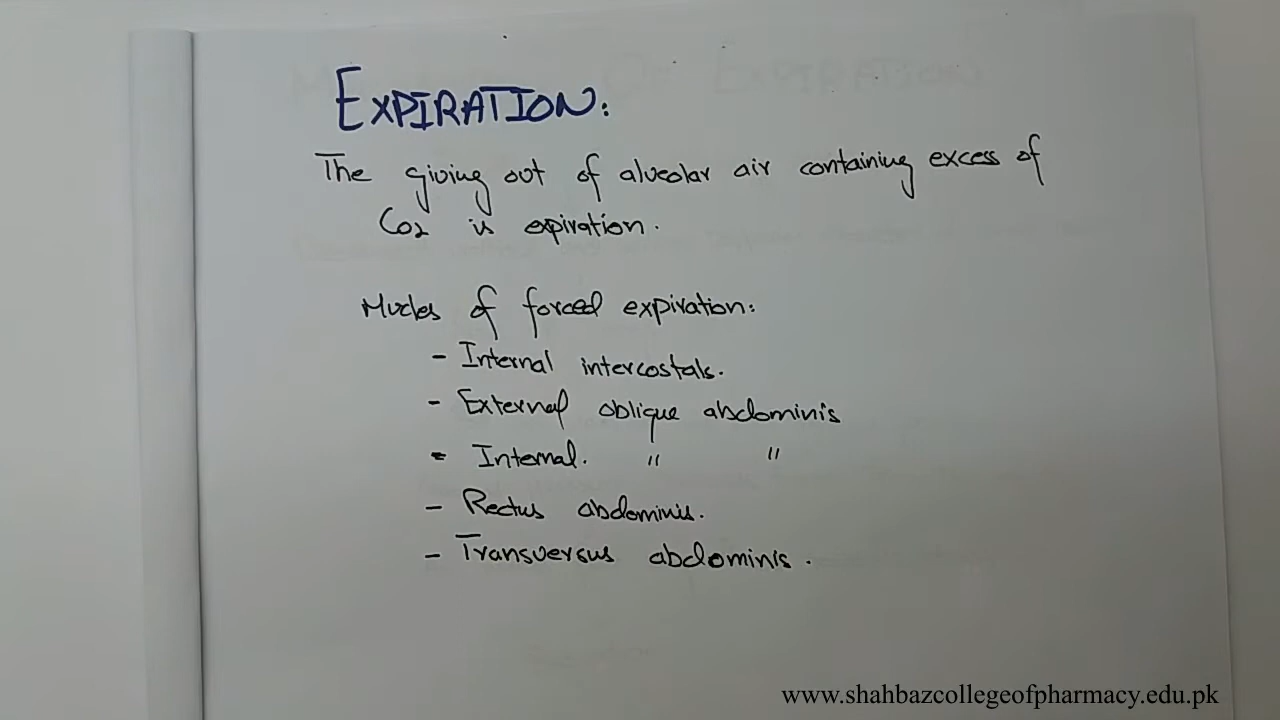 EXPIRATION:
The giving out of alveolar air containing excess of
CO2 is expiration.
Mucles of forced expiration:
- Internal intercostals.
- External oblique abdominis
- Internal. " "
- Rectus abdominis.
- Transversus abdominis.
www.shahbazcollegeofpharmacy.edu.pk